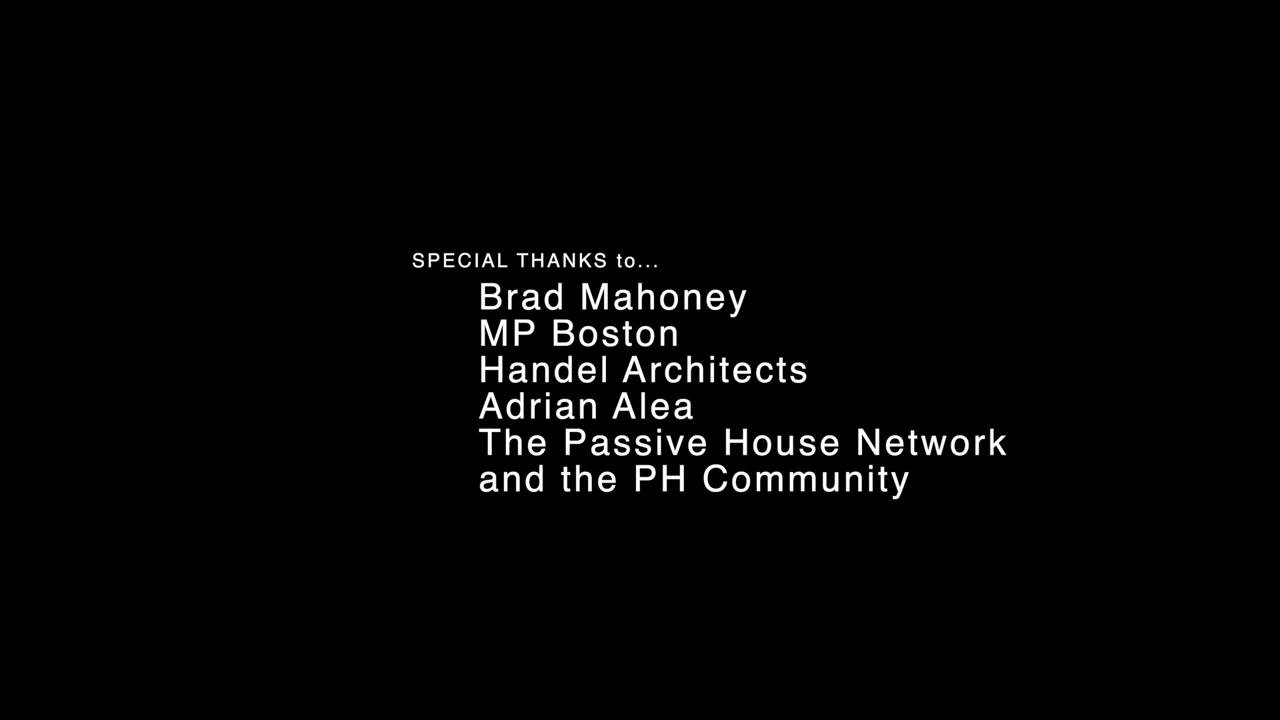 SPECIAL THANKS to...
Brad Mahoney
MP Boston
Handel Architects
Adrian Alea
The Passive House Network
and the PH Community